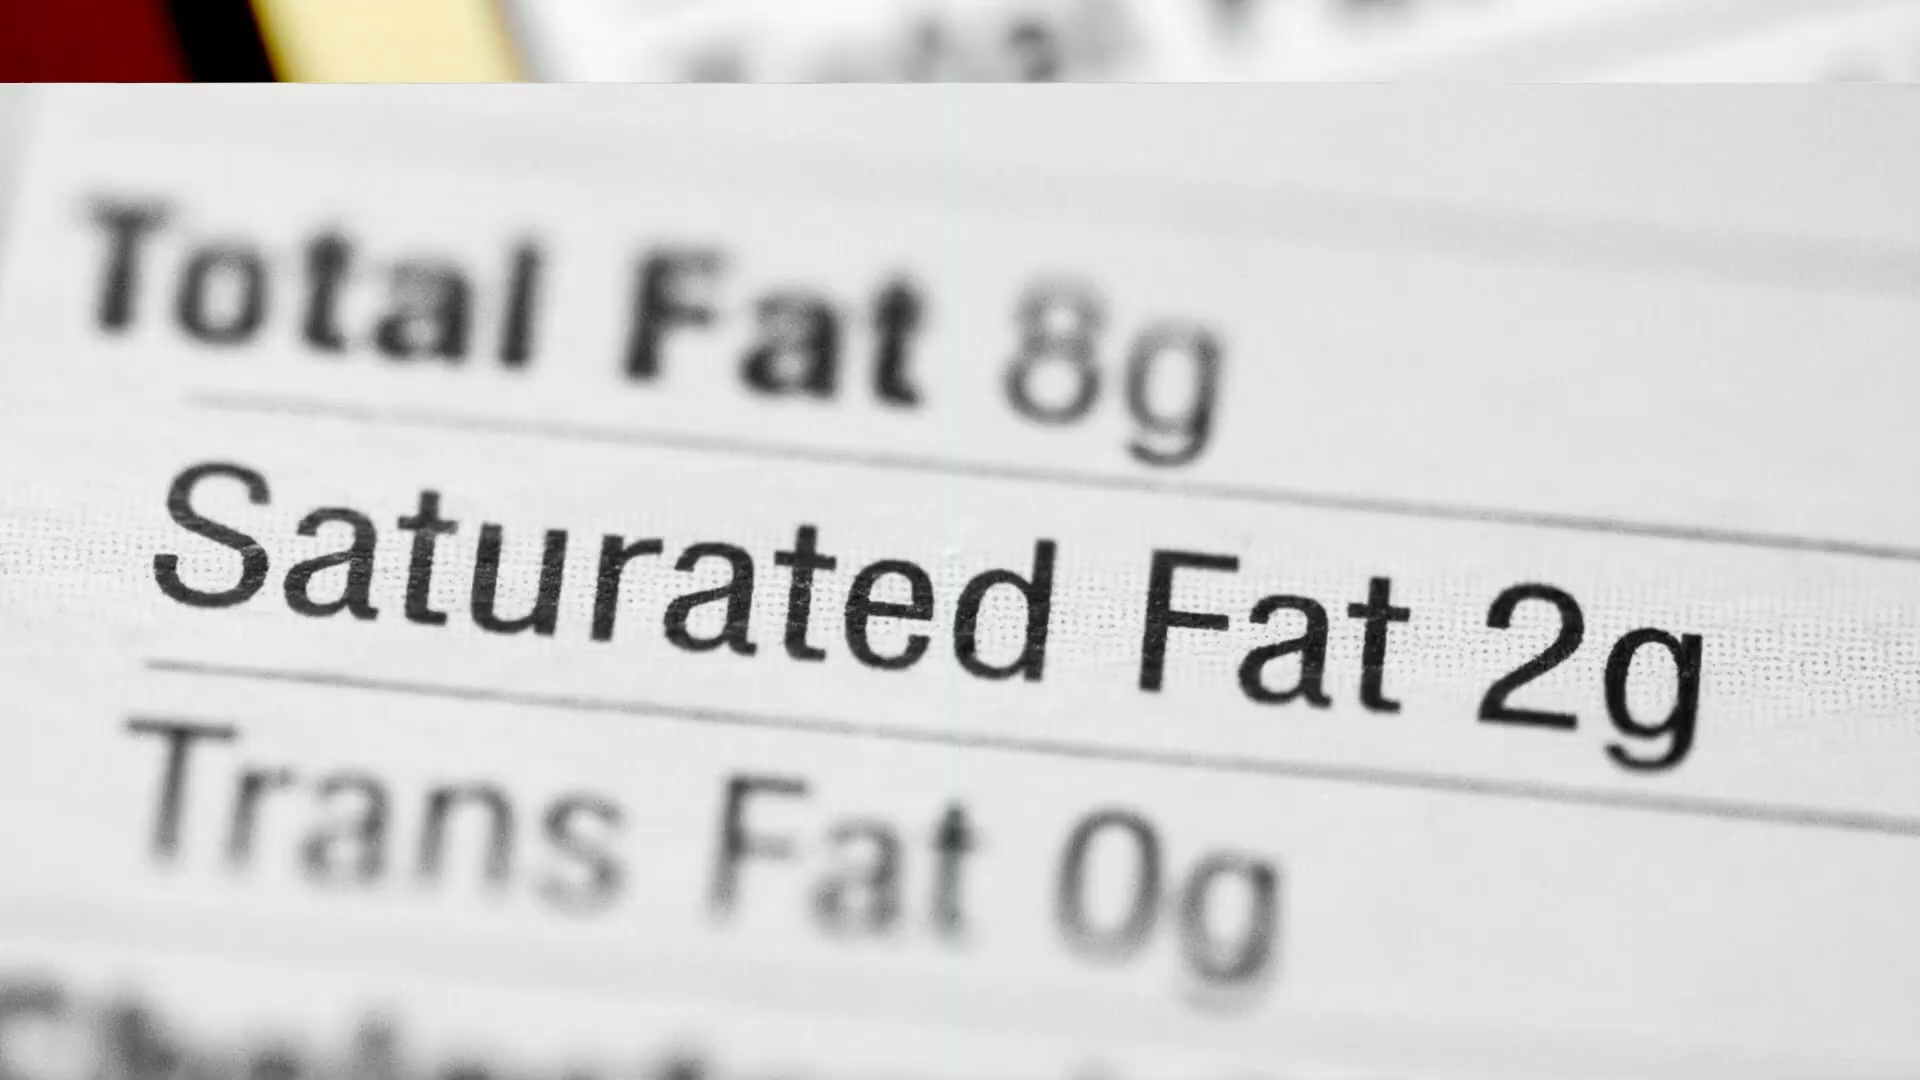 Total Fat 8g
Saturated Fat 2g
Trans Fat 0g